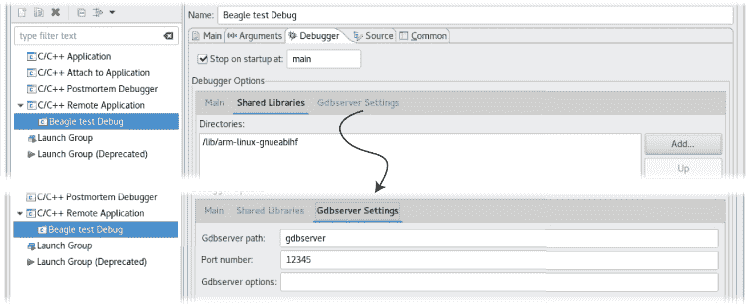 Name: Beagle test Debug
type filter text
C/C++ Application
C/C++ Attach to Application
C/C++ Postmortem Debugger
C/C++ Remote Application
Beagle test Debug
Launch Group
Launch Group (Deprecated)
Main Arguments Debugger Source Common
Stop on startup at: main
Debugger Options
Main Shared Libraries Gdbserver Settings
Directories:
/lib/arm-linux-gnueabihf
Add...
Up
C/C++ Postmortem Debugger
C/C++ Remote Application
Beagle test Debug
Launch Group
Launch Group (Deprecated)
Main Shared Libraries Gdbserver Settings
Gdbserver path: gdbserver
Port number: 12345
Gdbserver options: